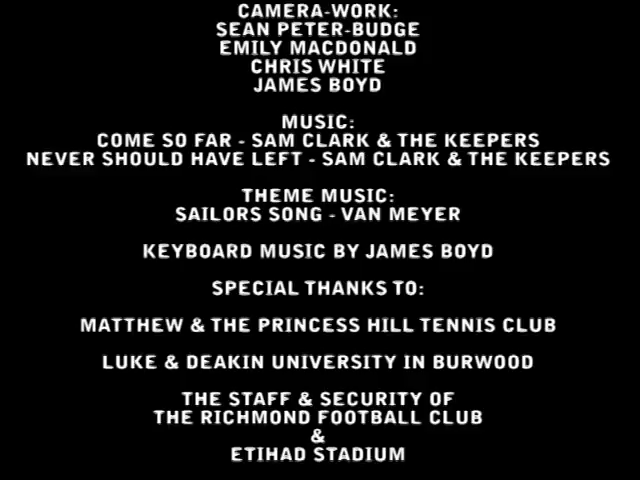 CAMERA-WORK:
SEAN PETER-BUDGE
EMILY MACDONALD
CHRIS WHITE
JAMES BOYD
MUSIC:
COME SO FAR - SAM CLARK & THE KEEPERS
NEVER SHOULD HAVE LEFT - SAM CLARK & THE KEEPERS
THEME MUSIC:
SAILORS SONG - VAN MEYER
KEYBOARD MUSIC BY JAMES BOYD
SPECIAL THANKS TO:
MATTHEW & THE PRINCESS HILL TENNIS CLUB
LUKE & DEAKIN UNIVERSITY IN BURWOOD
THE STAFF & SECURITY OF
THE RICHMOND FOOTBALL CLUB
&
ETIHAD STADIUM